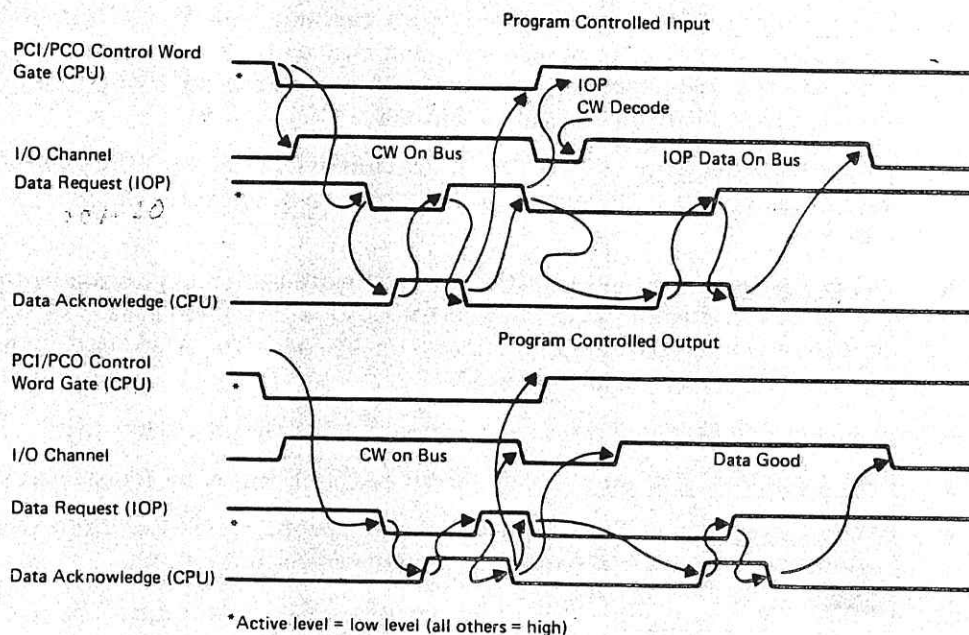 Program Controlled Input
PCI/PCO Control Word
Gate (CPU)
*
IOP
CW Decode
I/O Channel
CW On Bus
IOP Data On Bus
Data Request (IOP)
*
Data Acknowledge (CPU)
Program Controlled Output
PCI/PCO Control
Word Gate (CPU)
*
I/O Channel
CW on Bus
Data Good
Data Request (IOP)
*
Data Acknowledge (CPU)
*Active level = low level (all others = high)